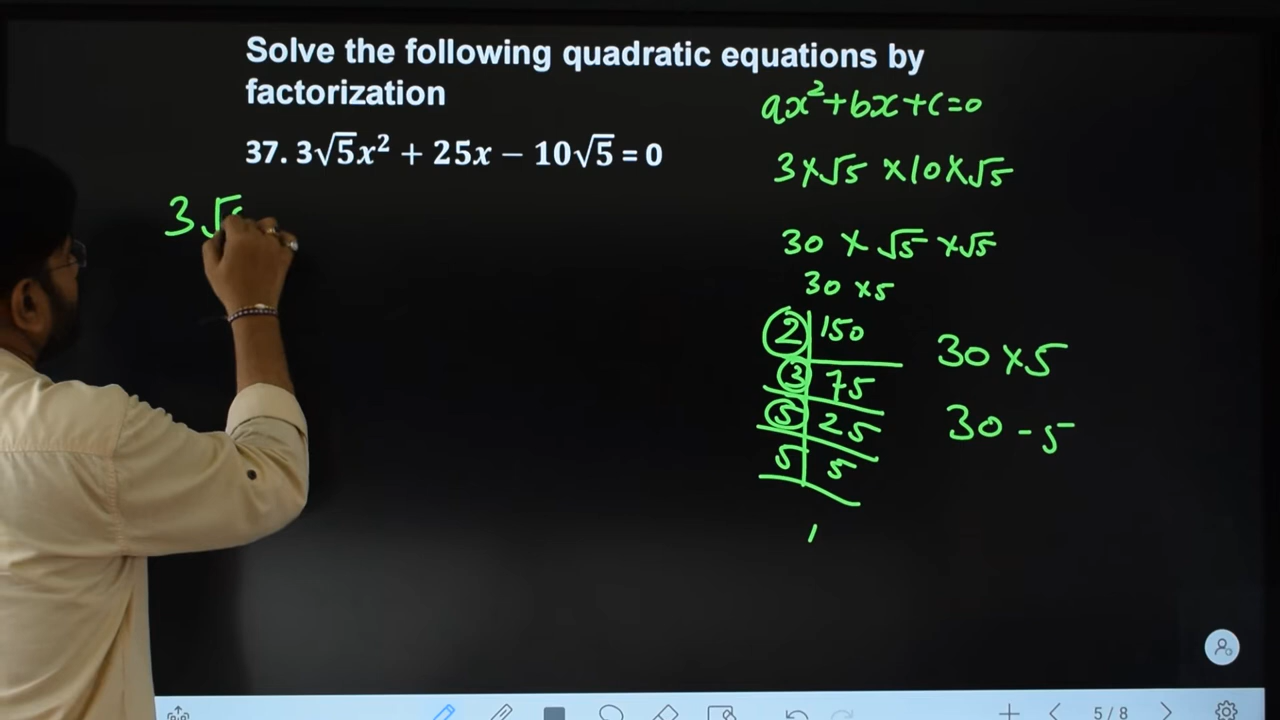 Solve the following quadratic equations by
factorization
37. 3√5x² + 25x − 10√5 = 0
3√5
ax²+bx+c=0
3×√5 ×10×√5
30 × √5 ×√5
30 ×5
2 150
3 75
5 25
5 5
1
30 ×5
30 -5
5 / 8